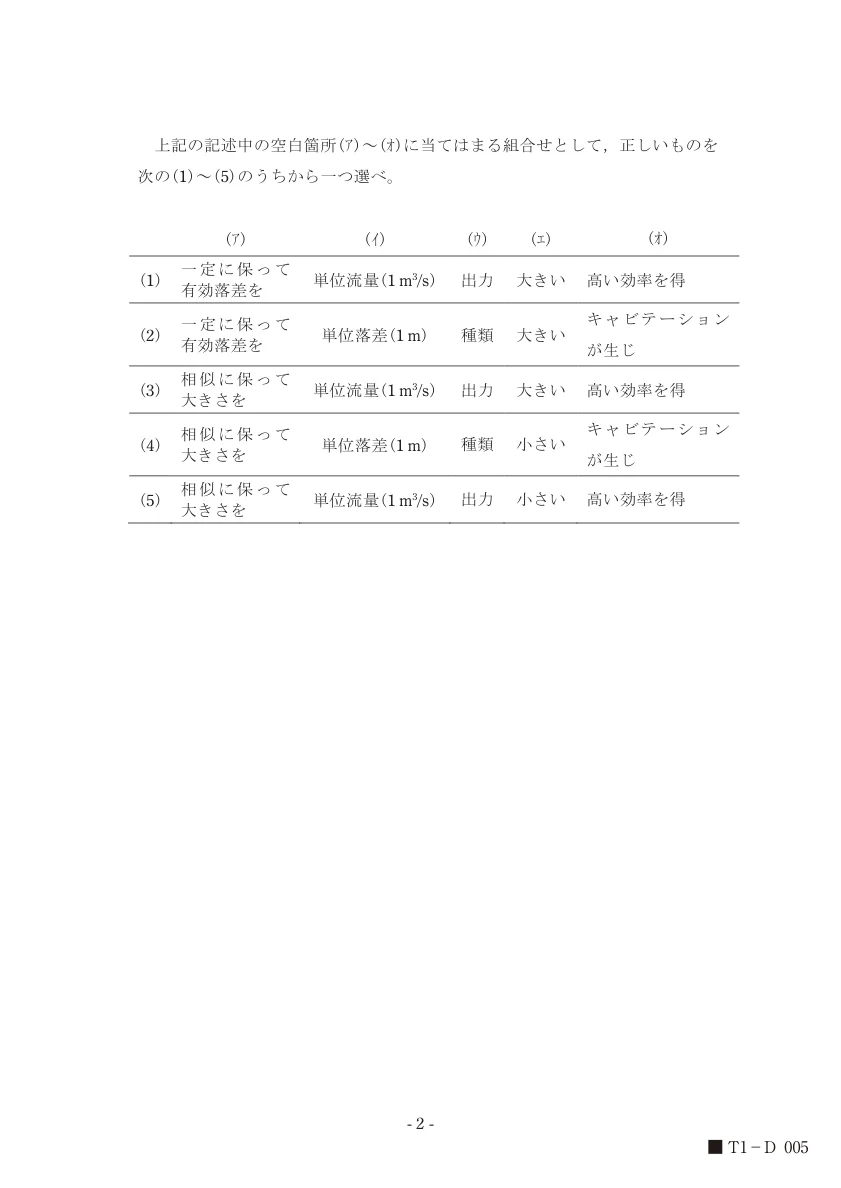 上記の記述中の空白箇所(ｱ)～(ｵ)に当てはまる組合せとして，正しいものを
次の(1)～(5)のうちから一つ選べ。
(ｱ) (ｲ) (ｳ) (ｴ) (ｵ)
(1) 一定に保って有効落差を 単位流量(1 m³/s) 出力 大きい 高い効率を得
(2) 一定に保って有効落差を 単位落差(1 m) 種類 大きい キャビテーションが生じ
(3) 相似に保って大きさを 単位流量(1 m³/s) 出力 大きい 高い効率を得
(4) 相似に保って大きさを 単位落差(1 m) 種類 小さい キャビテーションが生じ
(5) 相似に保って大きさを 単位流量(1 m³/s) 出力 小さい 高い効率を得
- 2 -
■ T1－D 005